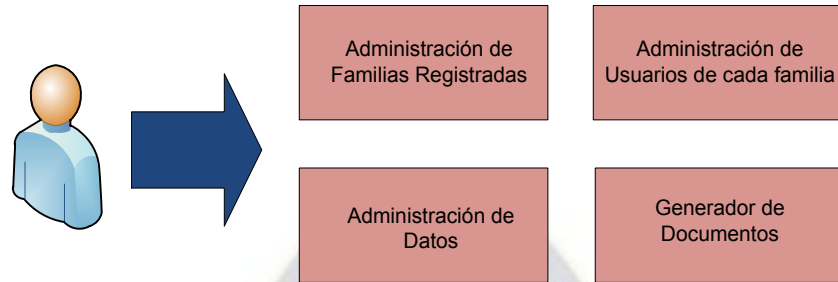 Administración de
Familias Registradas
Administración de
Usuarios de cada familia
Administración de
Datos
Generador de
Documentos